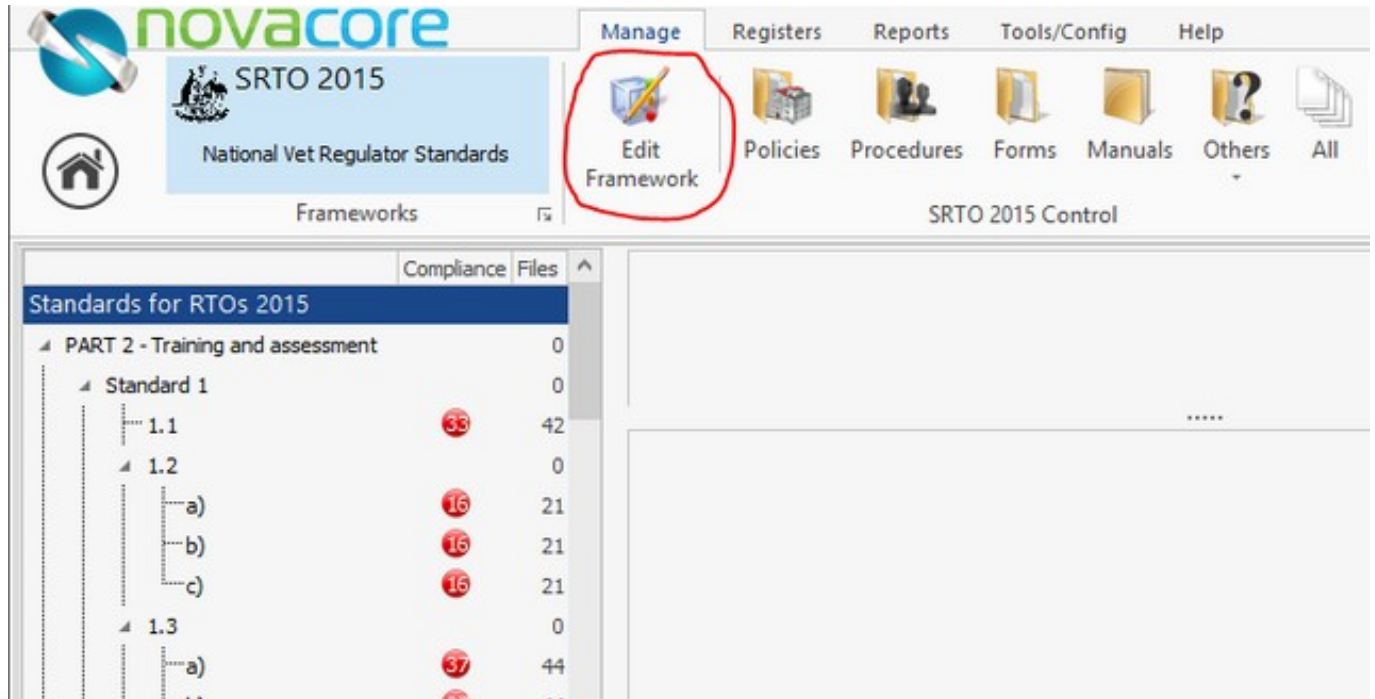 novacore
Manage Registers Reports Tools/Config Help
SRTO 2015
National Vet Regulator Standards
Frameworks
Edit
Framework
Policies Procedures Forms Manuals Others All
SRTO 2015 Control
Compliance Files
Standards for RTOs 2015
PART 2 - Training and assessment 0
Standard 1 0
1.1 33 42
1.2 0
a) 16 21
b) 16 21
c) 16 21
1.3 0
a) 37 44